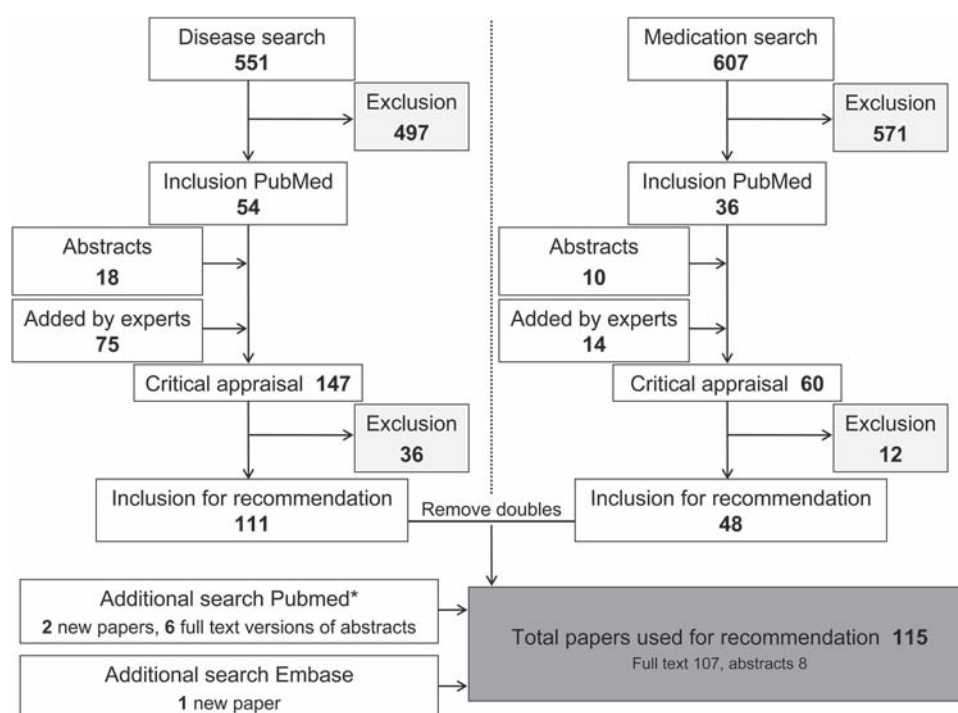 Disease search
551
Exclusion
497
Inclusion PubMed
54
Abstracts
18
Added by experts
75
Critical appraisal 147
Exclusion
36
Inclusion for recommendation
111
Medication search
607
Exclusion
571
Inclusion PubMed
36
Abstracts
10
Added by experts
14
Critical appraisal 60
Exclusion
12
Inclusion for recommendation
48
Remove doubles
Additional search Pubmed*
2 new papers, 6 full text versions of abstracts
Additional search Embase
1 new paper
Total papers used for recommendation 115
Full text 107, abstracts 8